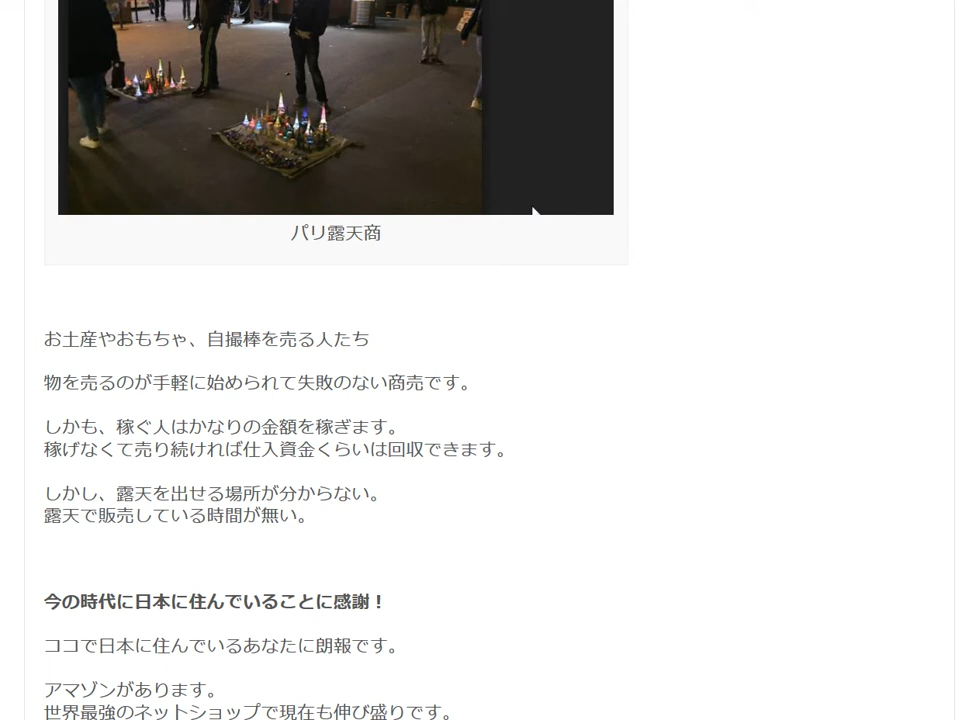 パリ露天商
お土産やおもちゃ、自撮棒を売る人たち
物を売るのが手軽に始められて失敗のない商売です。
しかも、稼ぐ人はかなりの金額を稼ぎます。
稼げなくて売り続ければ仕入資金くらいは回収できます。
しかし、露天を出せる場所が分からない。
露天で販売している時間が無い。
今の時代に日本に住んでいることに感謝！
ココで日本に住んでいるあなたに朗報です。
アマゾンがあります。
世界最強のネットショップで現在も伸び盛りです。